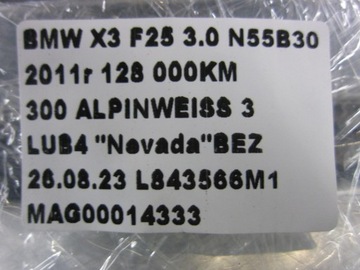 BMW X3 F25 3.0 N55B30
2011r 128 000KM
300 ALPINWEISS 3
LUB4 "Nevada"BEZ
26.08.23 L843566M1
MAG00014333